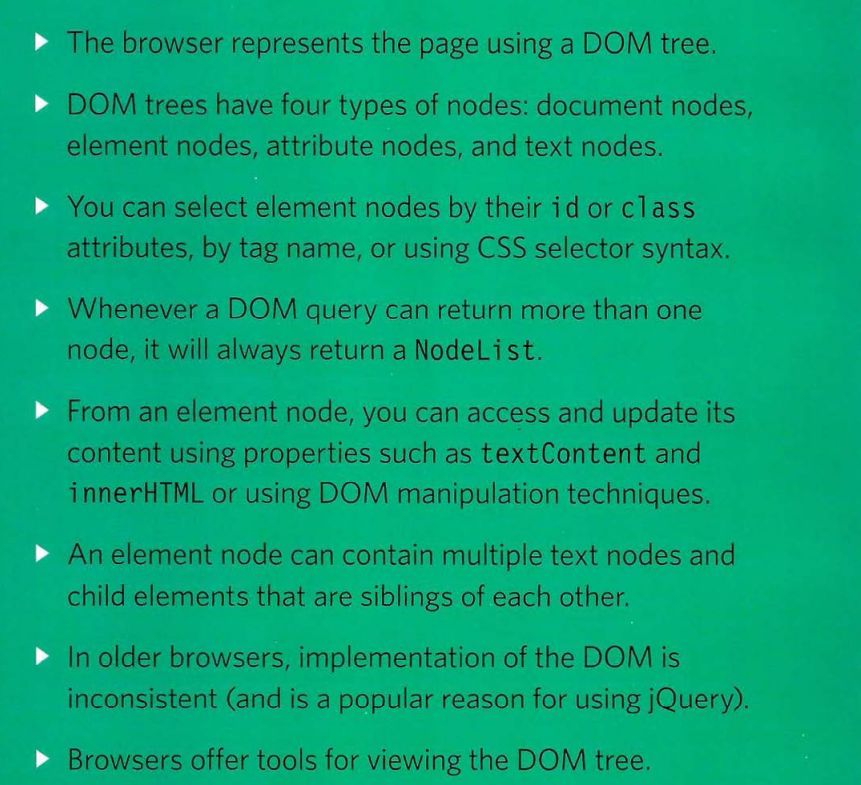 ▶ The browser represents the page using a DOM tree.
▶ DOM trees have four types of nodes: document nodes,
element nodes, attribute nodes, and text nodes.
▶ You can select element nodes by their id or class
attributes, by tag name, or using CSS selector syntax.
▶ Whenever a DOM query can return more than one
node, it will always return a NodeList.
▶ From an element node, you can access and update its
content using properties such as textContent and
innerHTML or using DOM manipulation techniques.
▶ An element node can contain multiple text nodes and
child elements that are siblings of each other.
▶ In older browsers, implementation of the DOM is
inconsistent (and is a popular reason for using jQuery).
▶ Browsers offer tools for viewing the DOM tree.